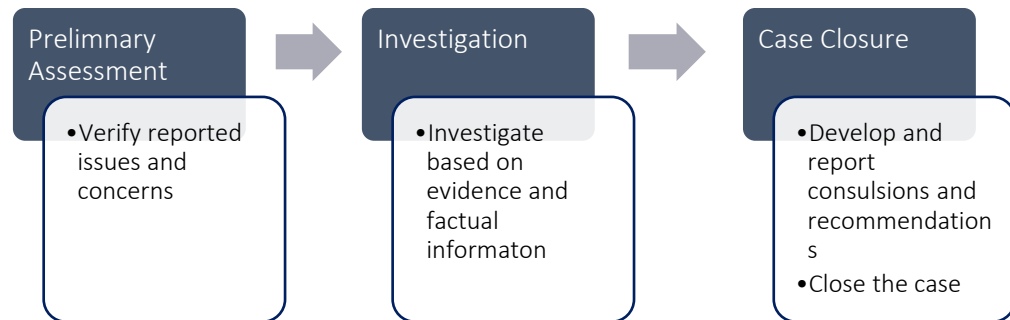 Prelimnary
Assessment
•Verify reported
issues and
concerns
Investigation
•Investigate
based on
evidence and
factual
informaton
Case Closure
•Develop and
report
consulsions and
recommendation
s
•Close the case